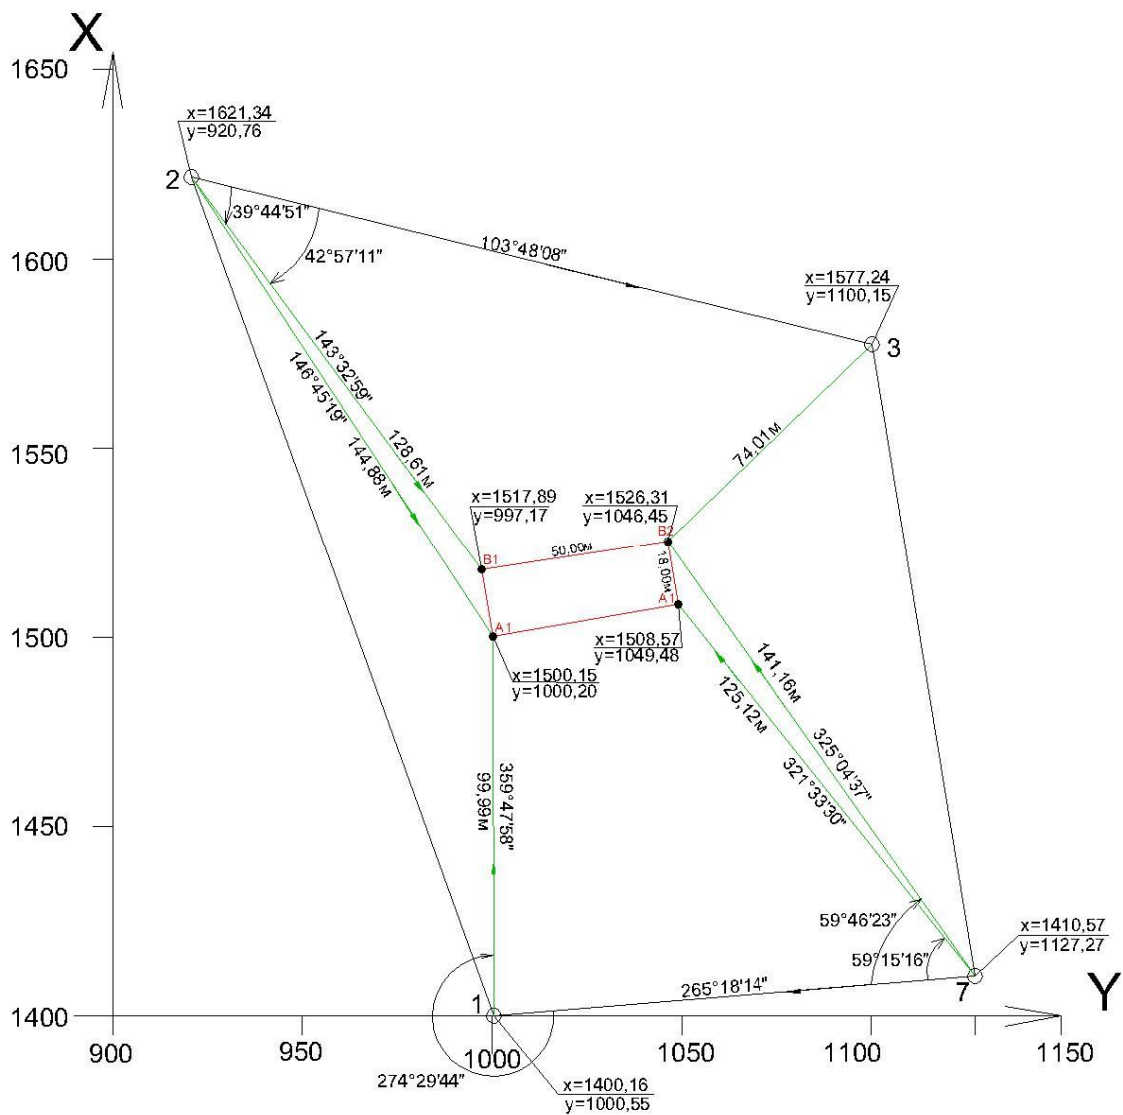 X
1650
x=1621,34
y=920,76
2
39°44'51"
42°57'11"
103°48'08"
1600
x=1577,24
y=1100,15
3
143°32'59"
128,61м
146°45'19"
144,88м
74,01м
1550
x=1517,89
y=997,17
x=1526,31
y=1046,45
B1
50,00м
B2
18,00м
A1
1500
A1
x=1508,57
y=1049,48
x=1500,15
y=1000,20
141,16м
325°04'37"
125,12м
321°33'30"
359°47'58"
99,99м
1450
59°46'23"
59°15'16"
x=1410,57
y=1127,27
265°18'14"
7
Y
1
1400
900
950
1000
1050
1100
1150
274°29'44"
x=1400,16
y=1000,55